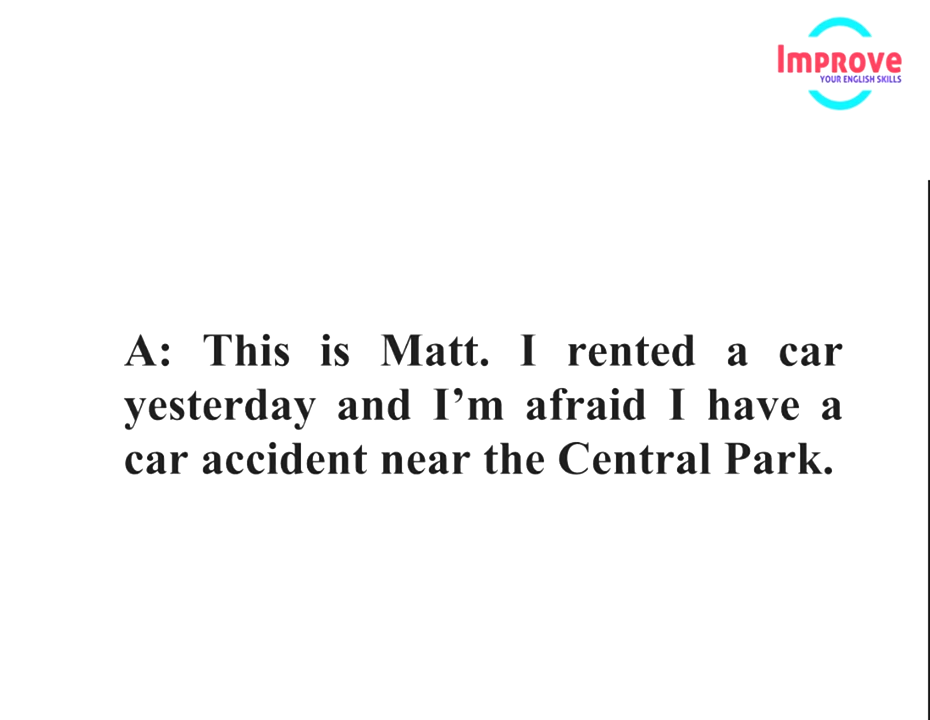 Improve
YOUR ENGLISH SKILLS
A: This is Matt. I rented a car
yesterday and I’m afraid I have a
car accident near the Central Park.